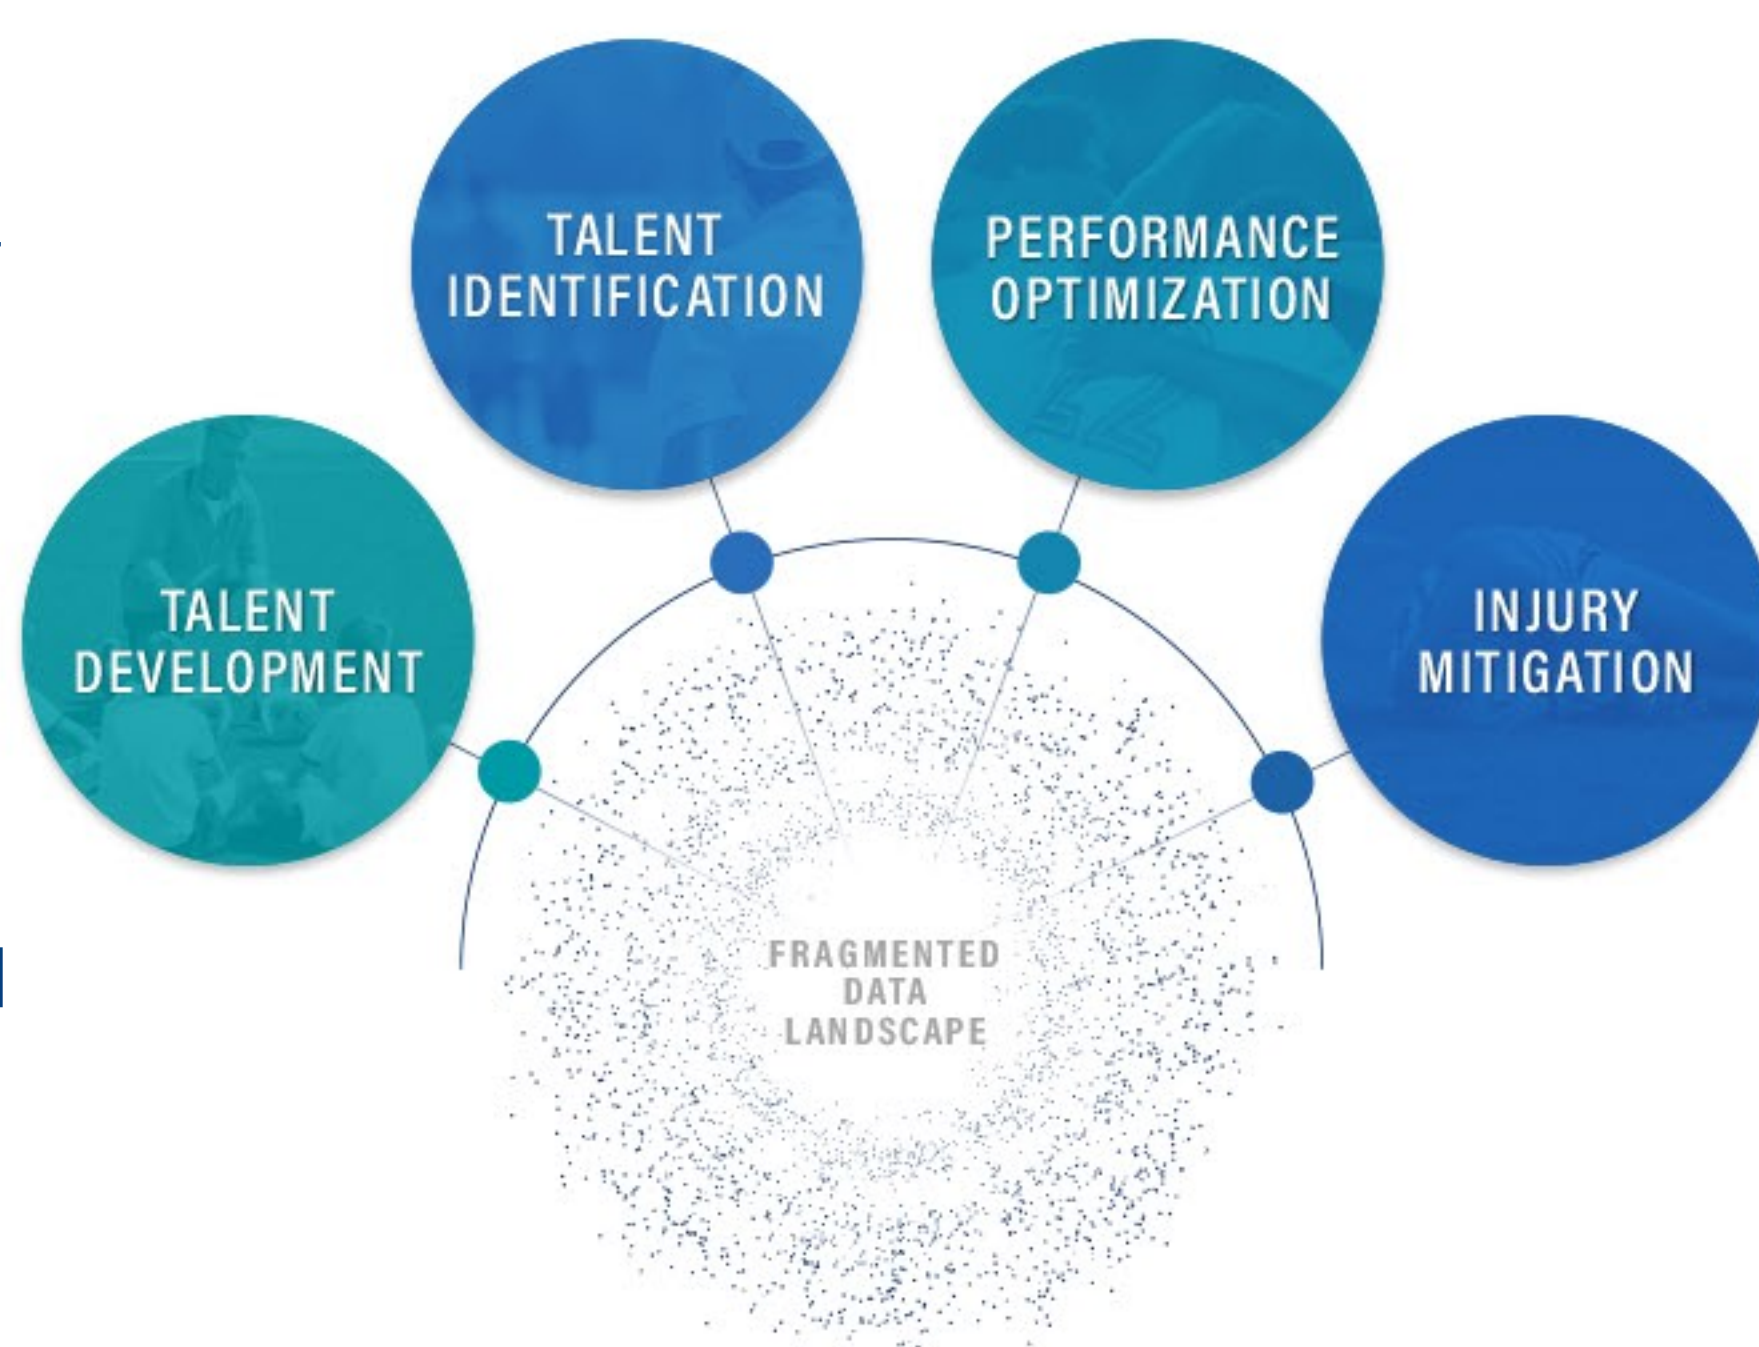 TALENT
IDENTIFICATION
PERFORMANCE
OPTIMIZATION
TALENT
DEVELOPMENT
INJURY
MITIGATION
FRAGMENTED
DATA
LANDSCAPE